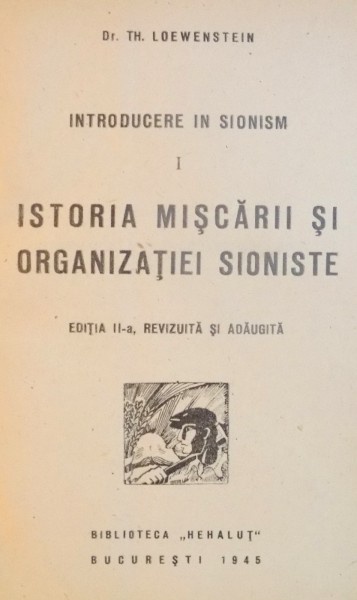 Dr. TH. LOEWENSTEIN
INTRODUCERE IN SIONISM
I
ISTORIA MIŞCĂRII ŞI
ORGANIZAŢIEI SIONISTE
EDIŢIA II-a, REVIZUITĂ ŞI ADĂUGITĂ
BIBLIOTECA „HEHALUŢ"
BUCUREŞTI 1945